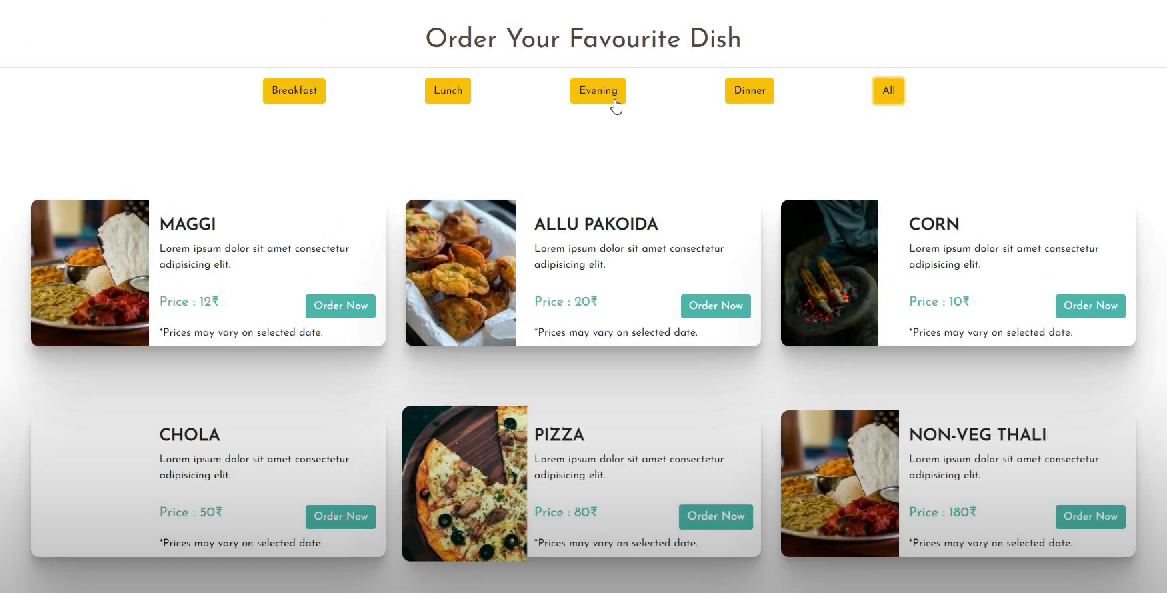 Order Your Favourite Dish
Breakfast
Lunch
Evening
Dinner
All
MAGGI
Lorem ipsum dolor sit amet consectetur
adipisicing elit.
Price : 12₹
Order Now
*Prices may vary on selected date.
ALLU PAKOIDA
Lorem ipsum dolor sit amet consectetur
adipisicing elit.
Price : 20₹
Order Now
*Prices may vary on selected date.
CORN
Lorem ipsum dolor sit amet consectetur
adipisicing elit.
Price : 10₹
Order Now
*Prices may vary on selected date.
CHOLA
Lorem ipsum dolor sit amet consectetur
adipisicing elit.
Price : 50₹
Order Now
*Prices may vary on selected date.
PIZZA
Lorem ipsum dolor sit amet consectetur
adipisicing elit.
Price : 80₹
Order Now
*Prices may vary on selected date.
NON-VEG THALI
Lorem ipsum dolor sit amet consectetur
adipisicing elit.
Price : 180₹
Order Now
*Prices may vary on selected date.